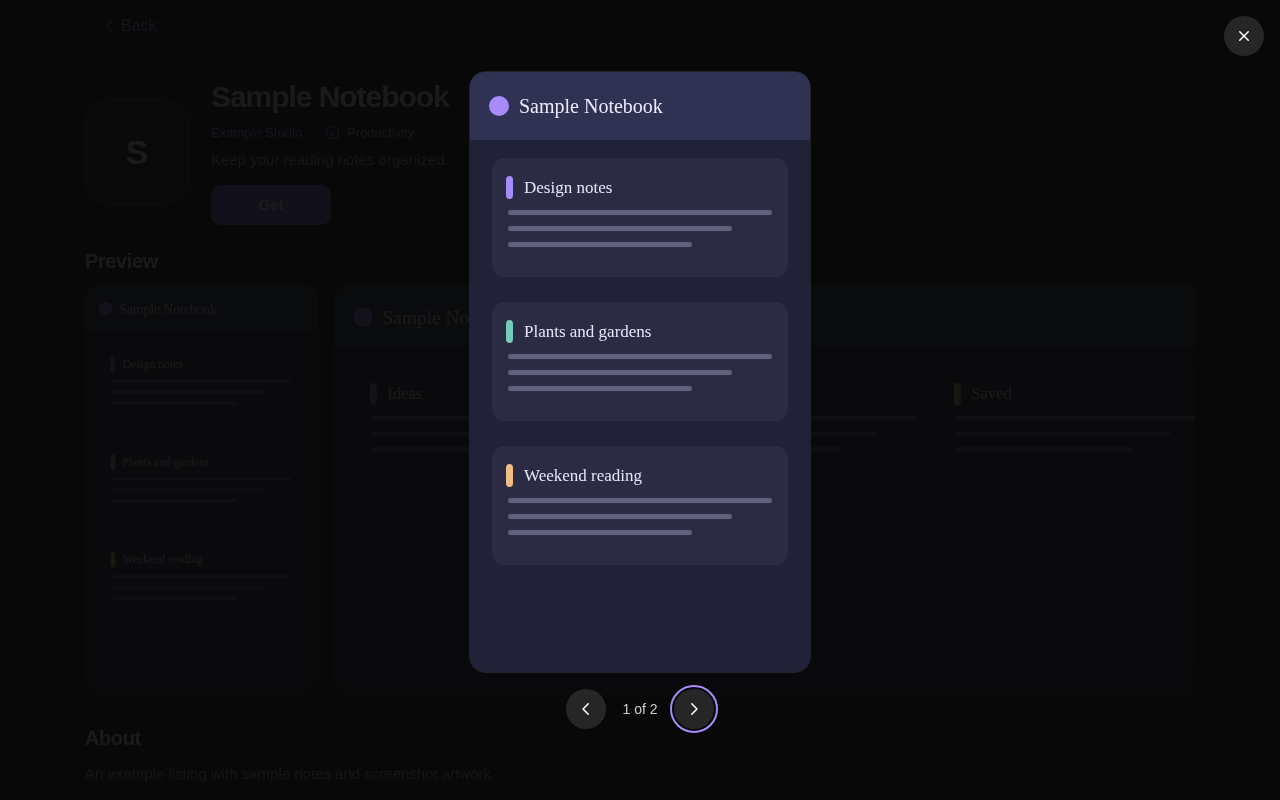 Back
Sample Notebook
Example Studio · Productivity
Keep your reading notes organized.
S
Get
Preview
Sample Notebook
Design notes
Plants and gardens
Weekend reading
Sample No
Ideas
Saved
Sample Notebook
Design notes
Plants and gardens
Weekend reading
1 of 2
About
An example listing with sample notes and screenshot artwork.